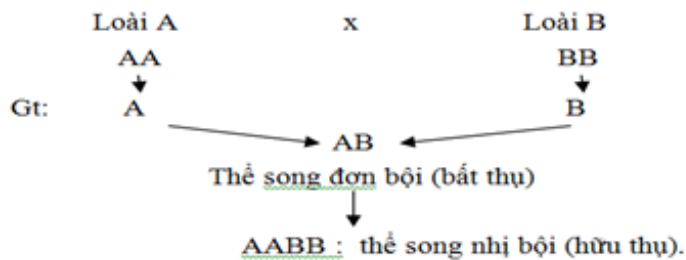 Loài A x Loài B
AA BB
Gt: A B
AB
Thể song đơn bội (bất thụ)
AABB : thể song nhị bội (hữu thụ).